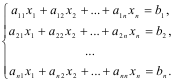 a₁₁x₁ + a₁₂x₂ + ... + a₁ₙxₙ = b₁,
a₂₁x₁ + a₂₂x₂ + ... + a₂ₙxₙ = b₂,
...
aₙ₁x₁ + aₙ₂x₂ + ... + aₙₙxₙ = bₙ.